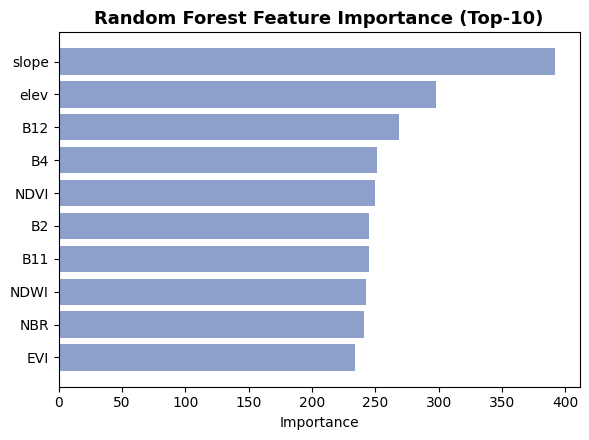 Random Forest Feature Importance (Top-10)
slope
elev
B12
B4
NDVI
B2
B11
NDWI
NBR
EVI
0 50 100 150 200 250 300 350 400
Importance